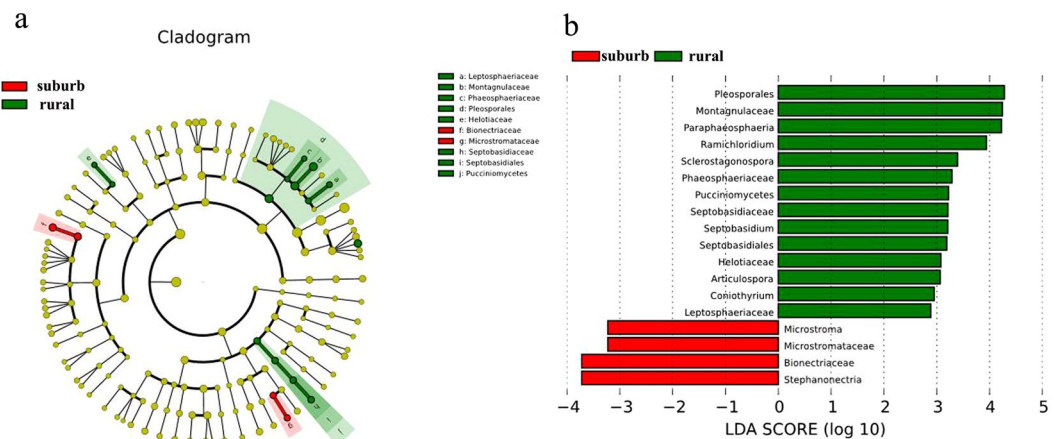 a
Cladogram
suburb
rural
a: Leptosphaeriaceae
b: Montagnulaceae
c: Phaeosphaeriaceae
d: Pleosporales
e: Helotiaceae
f: Bionectriaceae
g: Microstromataceae
h: Septobasidiaceae
i: Septobasidiales
j: Pucciniomycetes
d
c
b
a
e
f
g
h
i
j
b
suburb rural
Pleosporales
Montagnulaceae
Paraphaeosphaeria
Ramichloridium
Sclerostagonospora
Phaeosphaeriaceae
Pucciniomycetes
Septobasidiaceae
Septobasidium
Septobasidiales
Helotiaceae
Articulospora
Coniothyrium
Leptosphaeriaceae
Microstroma
Microstromataceae
Bionectriaceae
Stephanonectria
−4 −3 −2 −1 0 1 2 3 4 5
LDA SCORE (log 10)